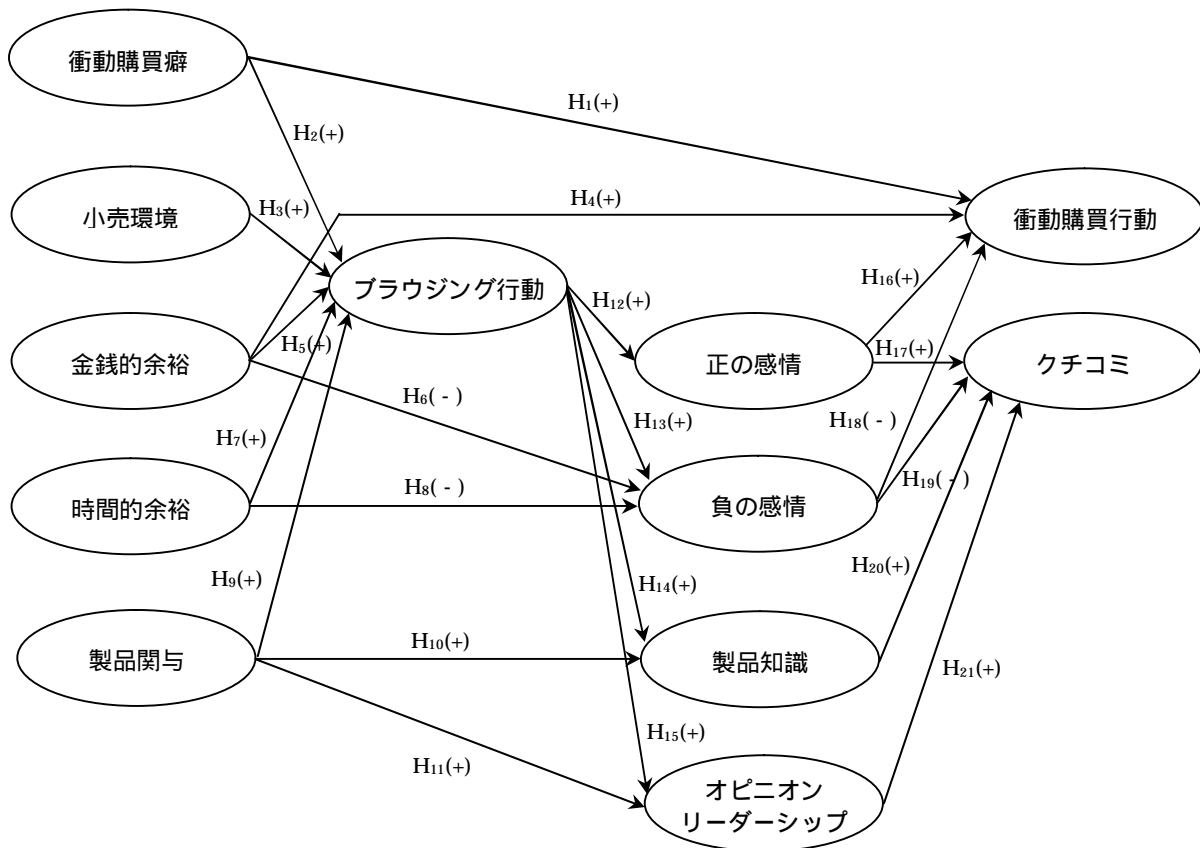 衝動購買癖
H1(+)
H2(+)
小売環境
H3(+)
H4(+)
衝動購買行動
ブラウジング行動
H12(+)
H16(+)
金銭的余裕
H5(+)
正の感情
H17(+)
クチコミ
H6( - )
H13(+)
H18( - )
H7(+)
時間的余裕
H8( - )
負の感情
H19( - )
H9(+)
H14(+)
H20(+)
製品関与
H10(+)
製品知識
H21(+)
H15(+)
H11(+)
オピニオン
リーダーシップ